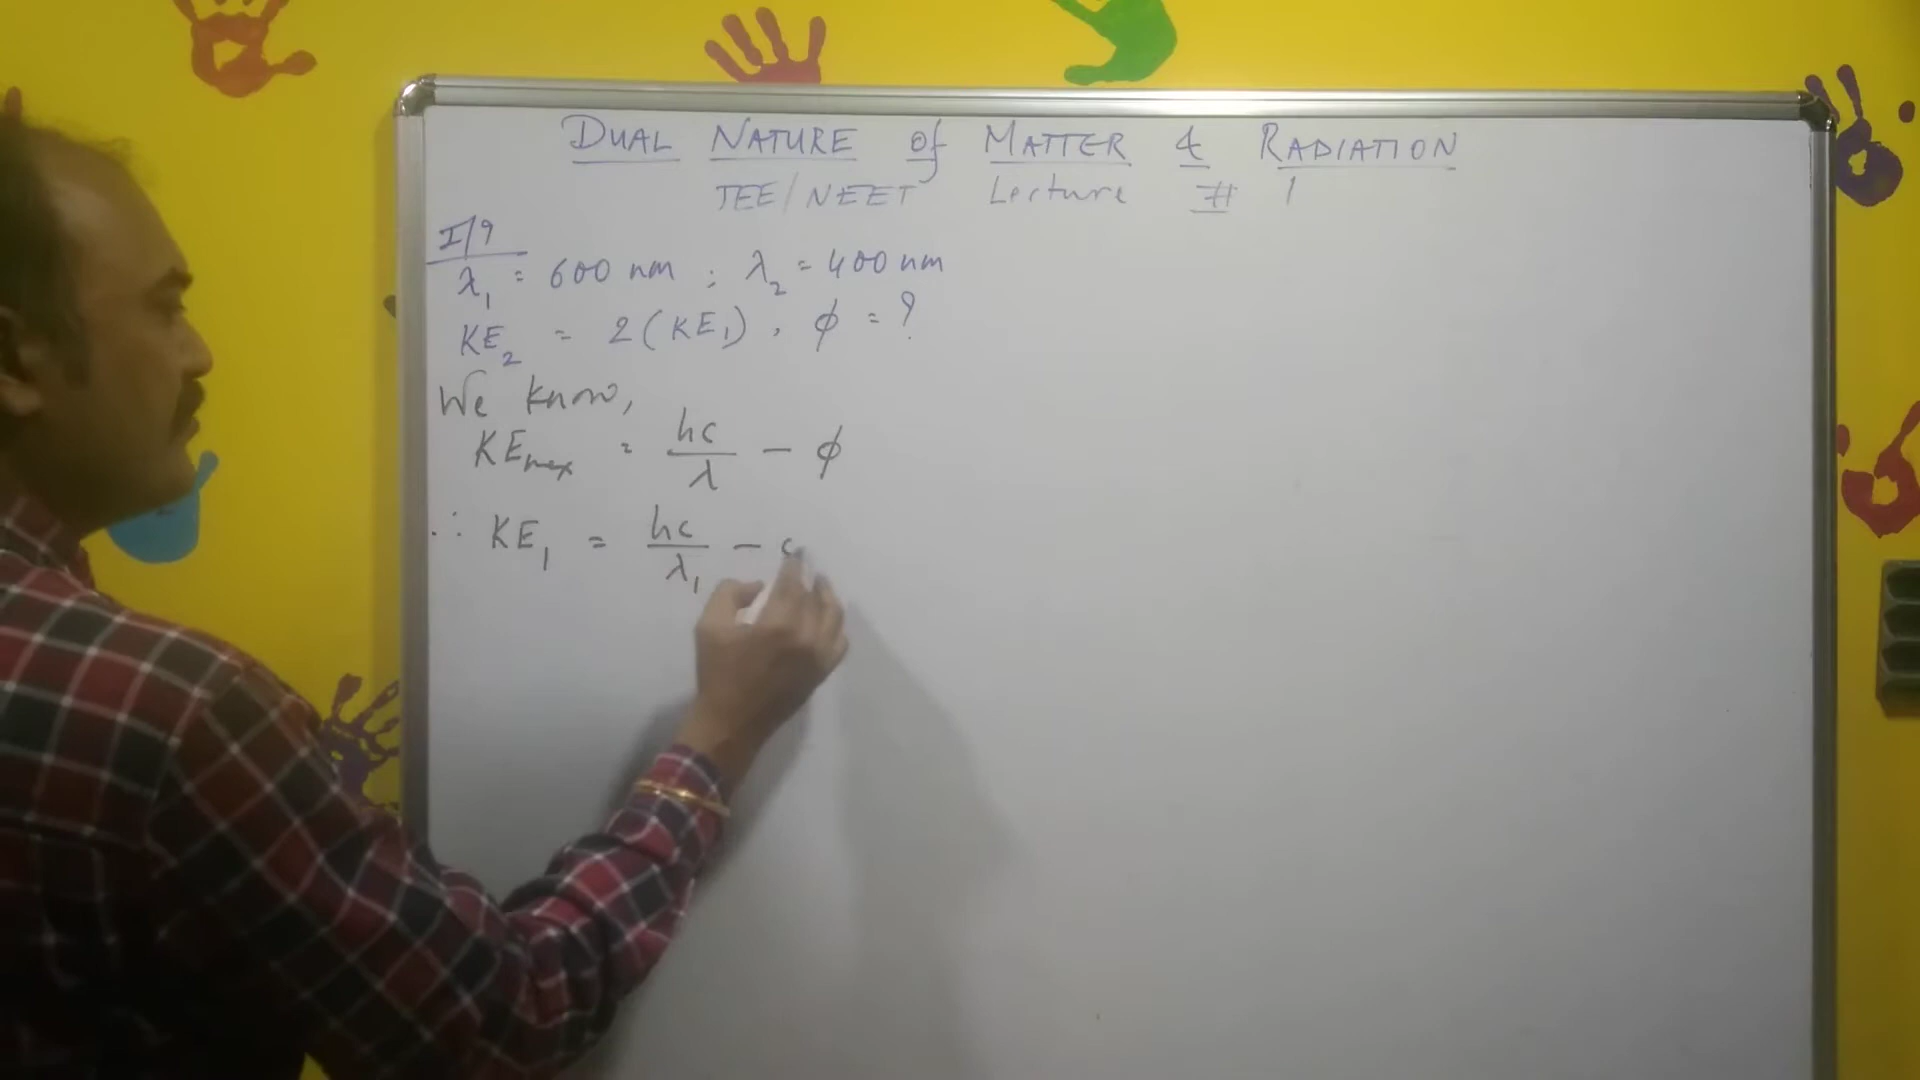 DUAL NATURE of MATTER & RADIATION
JEE/NEET Lecture # 1
I/9
λ₁ = 600 nm ; λ₂ = 400 nm
KE₂ = 2(KE₁), ϕ = ?
We know,
KEmax = hc/λ - ϕ
∴ KE₁ = hc/λ₁ -